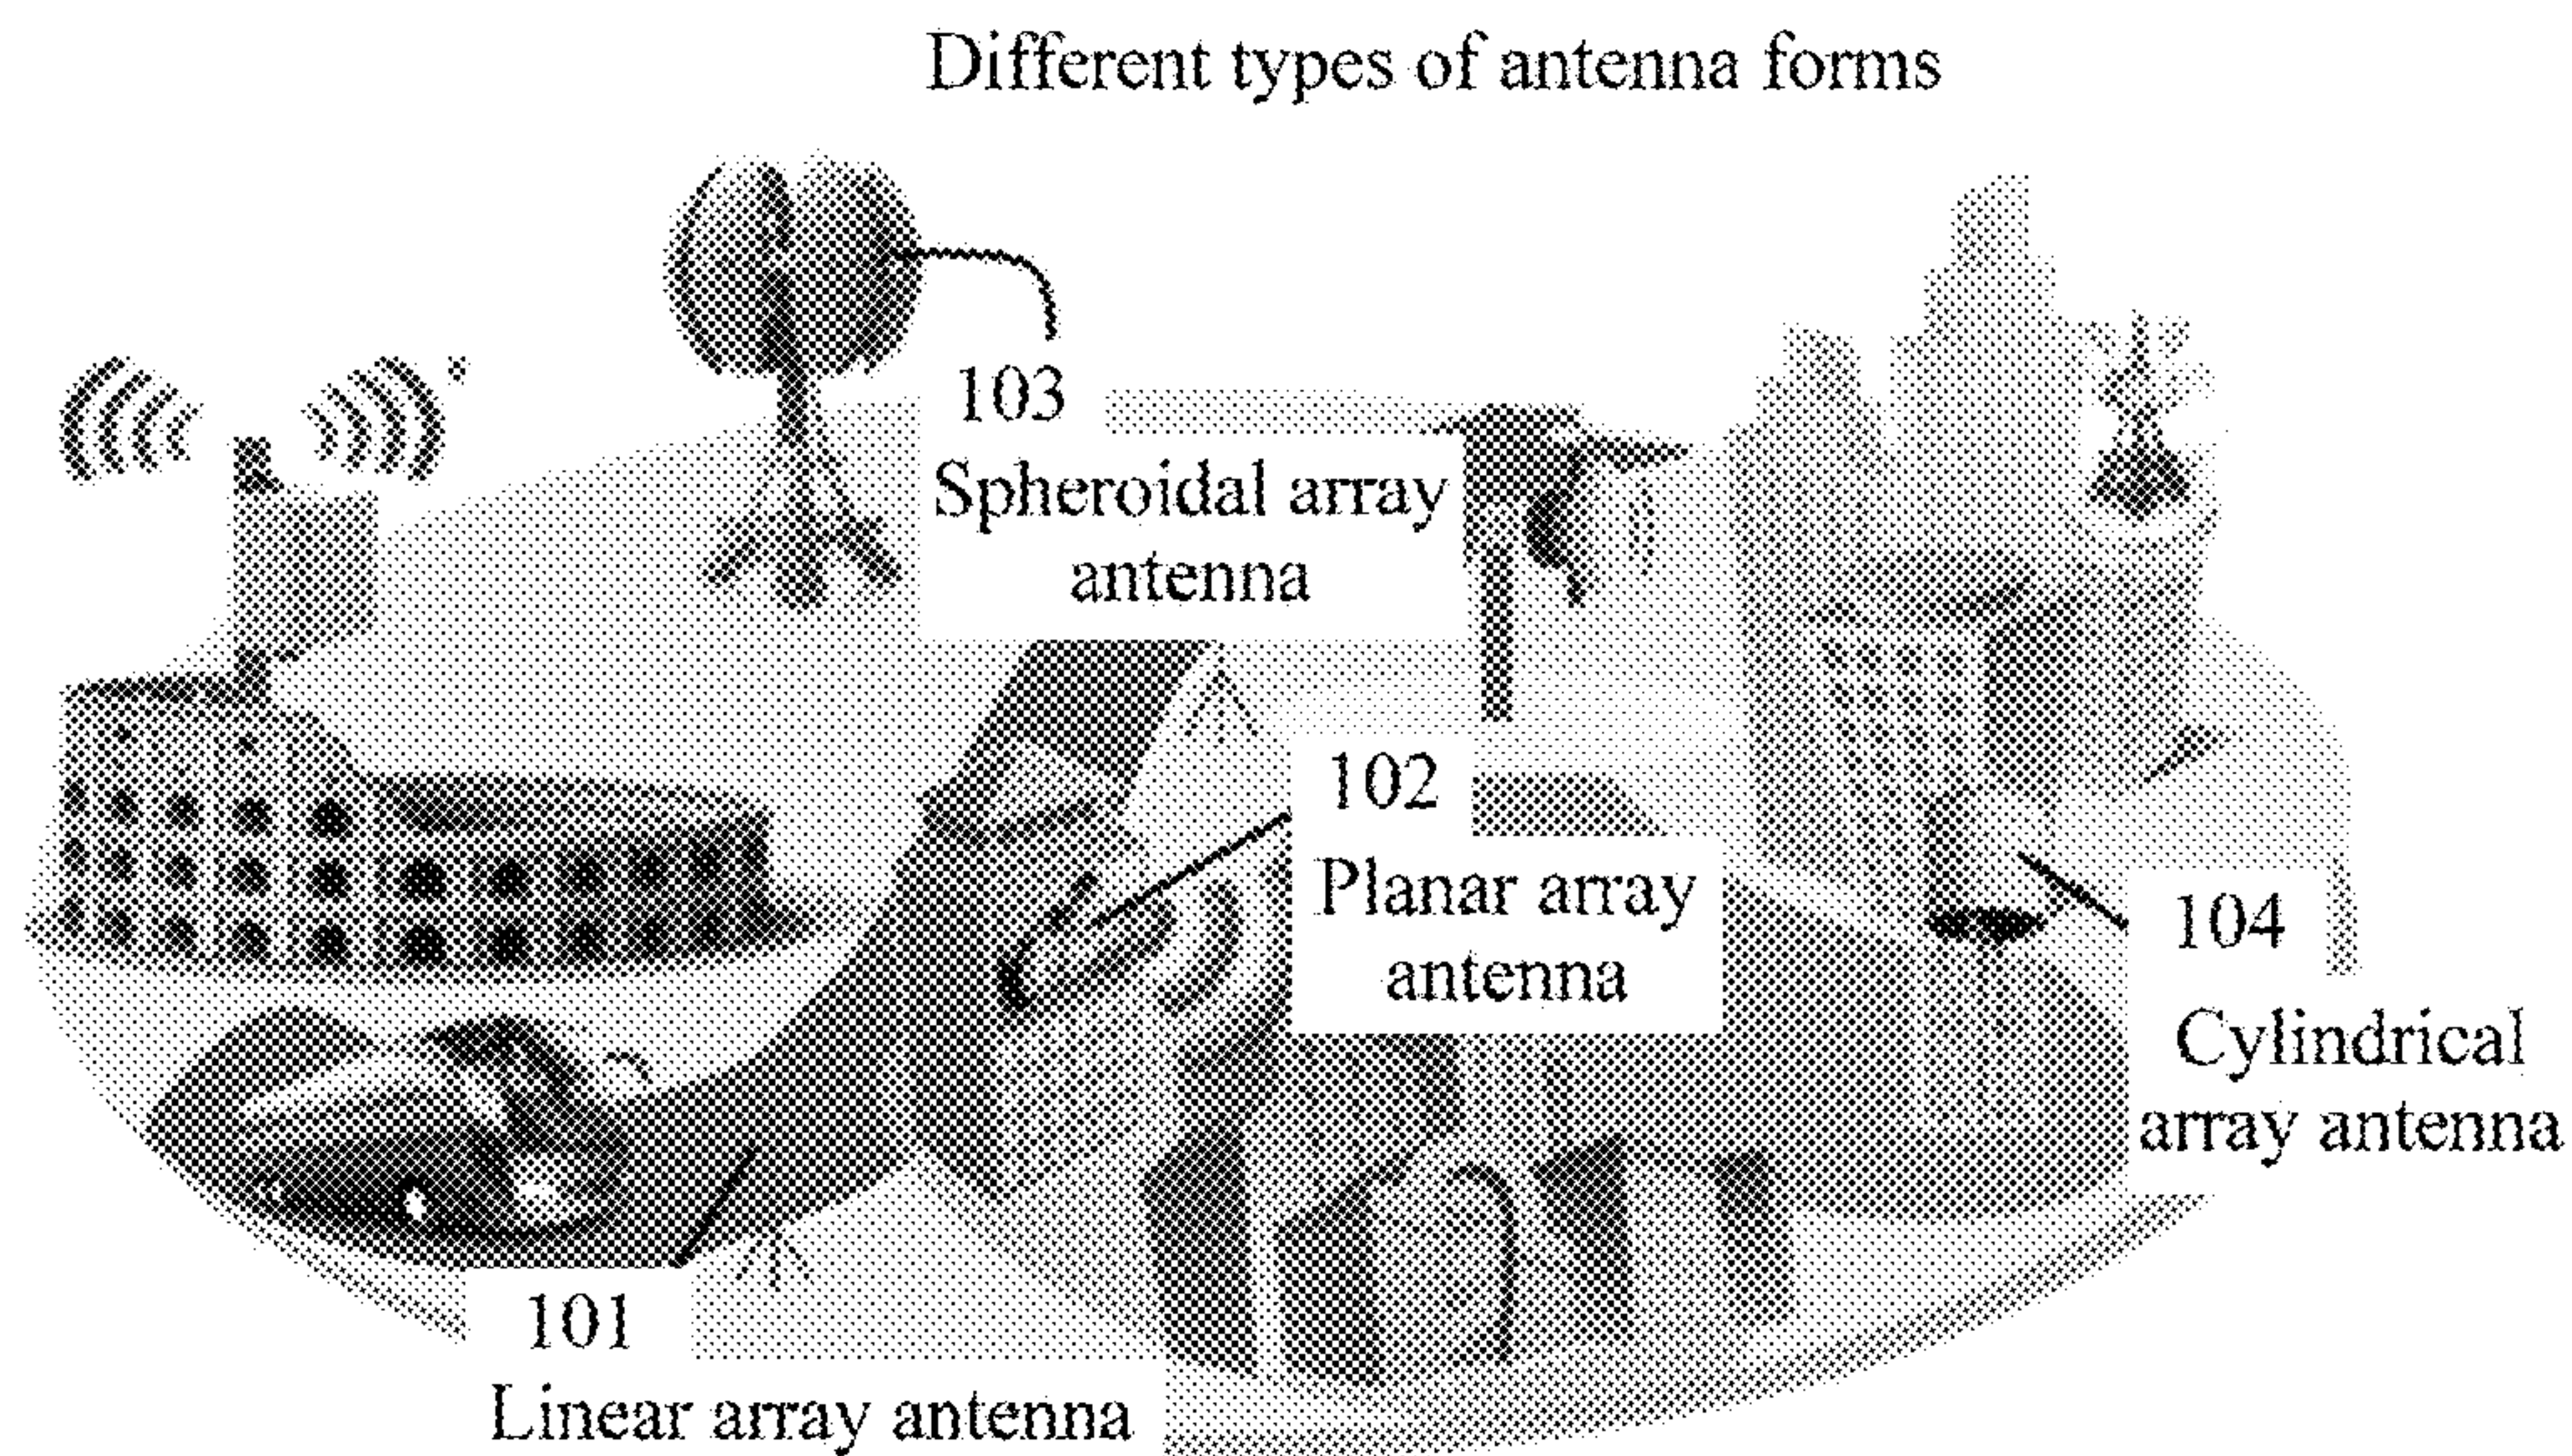 Different types of antenna forms
103
Spheroidal array
antenna
102
Planar array
antenna
104
Cylindrical
array antenna
101
Linear array antenna